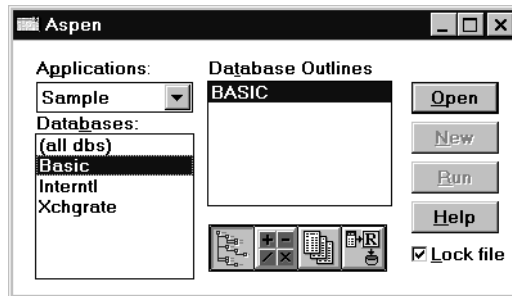 Aspen
Applications:
Sample
Databases:
(all dbs)
Basic
Interntl
Xchgrate
Database Outlines
BASIC
R
Open
New
Run
Help
Lock file